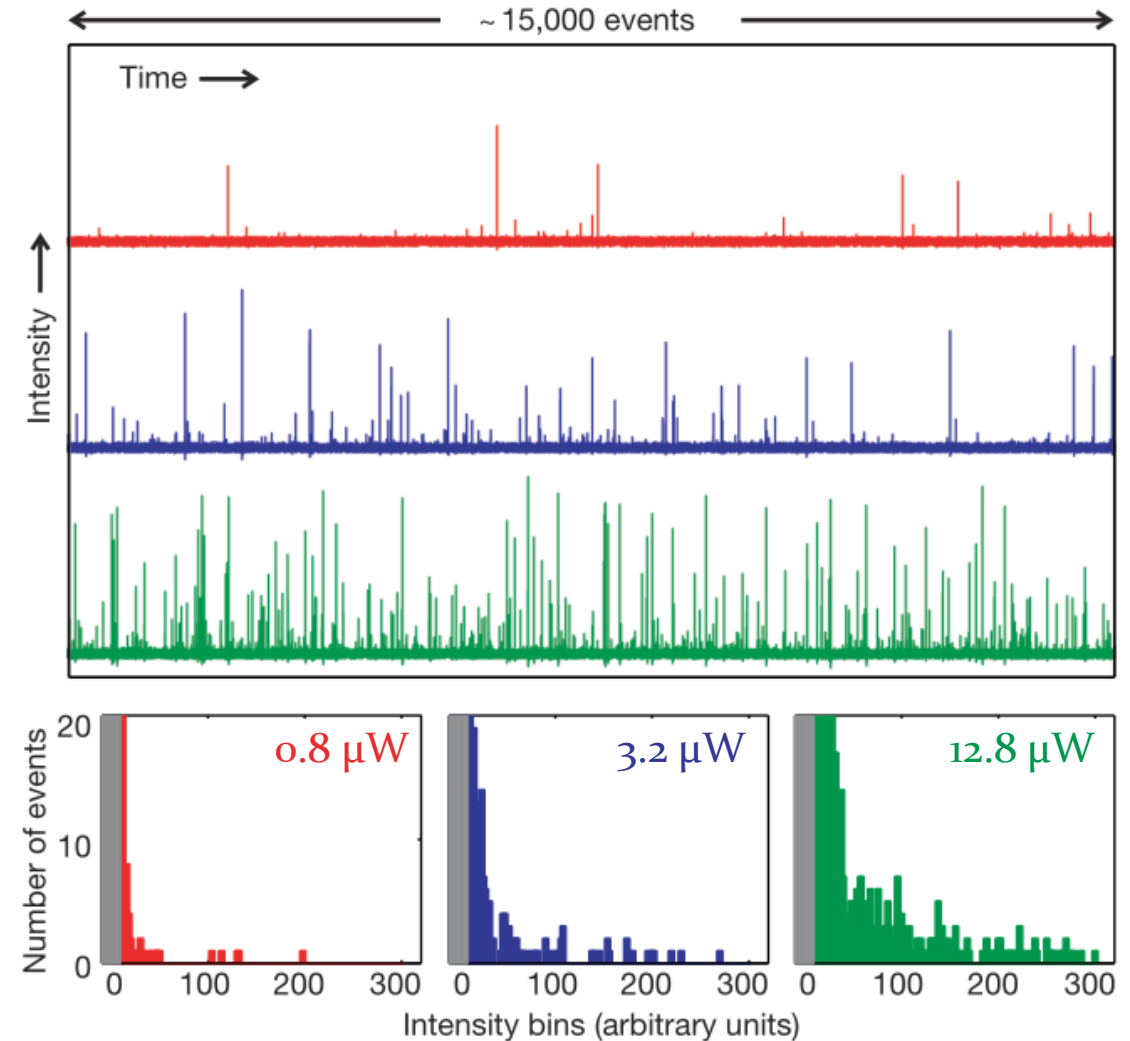 ~ 15,000 events
Time
Intensity
0.8 μW
3.2 μW
12.8 μW
Number of events
20
10
0
0 100 200 300
0 100 200 300
0 100 200 300
Intensity bins (arbitrary units)